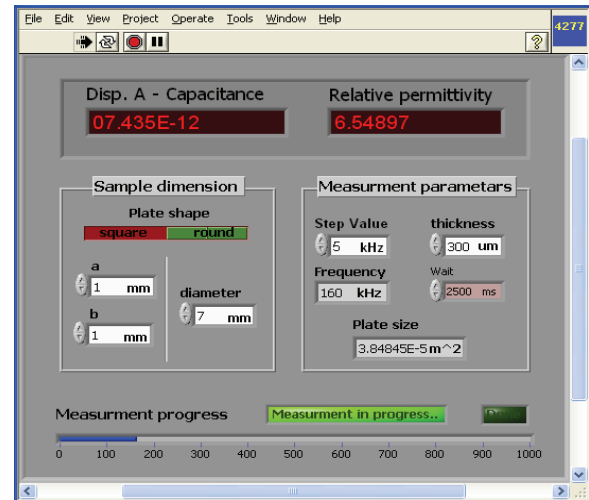 File Edit View Project Operate Tools Window Help
4277
?
Disp. A - Capacitance Relative permittivity
07.435E-12 6.54897
Sample dimension Measurment parametars
Plate shape
square round
Step Value thickness
5 kHz 300 um
a
1 mm
diameter
7 mm
b
1 mm
Frequency Wait
160 kHz 2500 ms
Plate size
3.84845E-5 m^2
Measurment progress Measurment in progress.. Done
0 100 200 300 400 500 600 700 800 900 1000